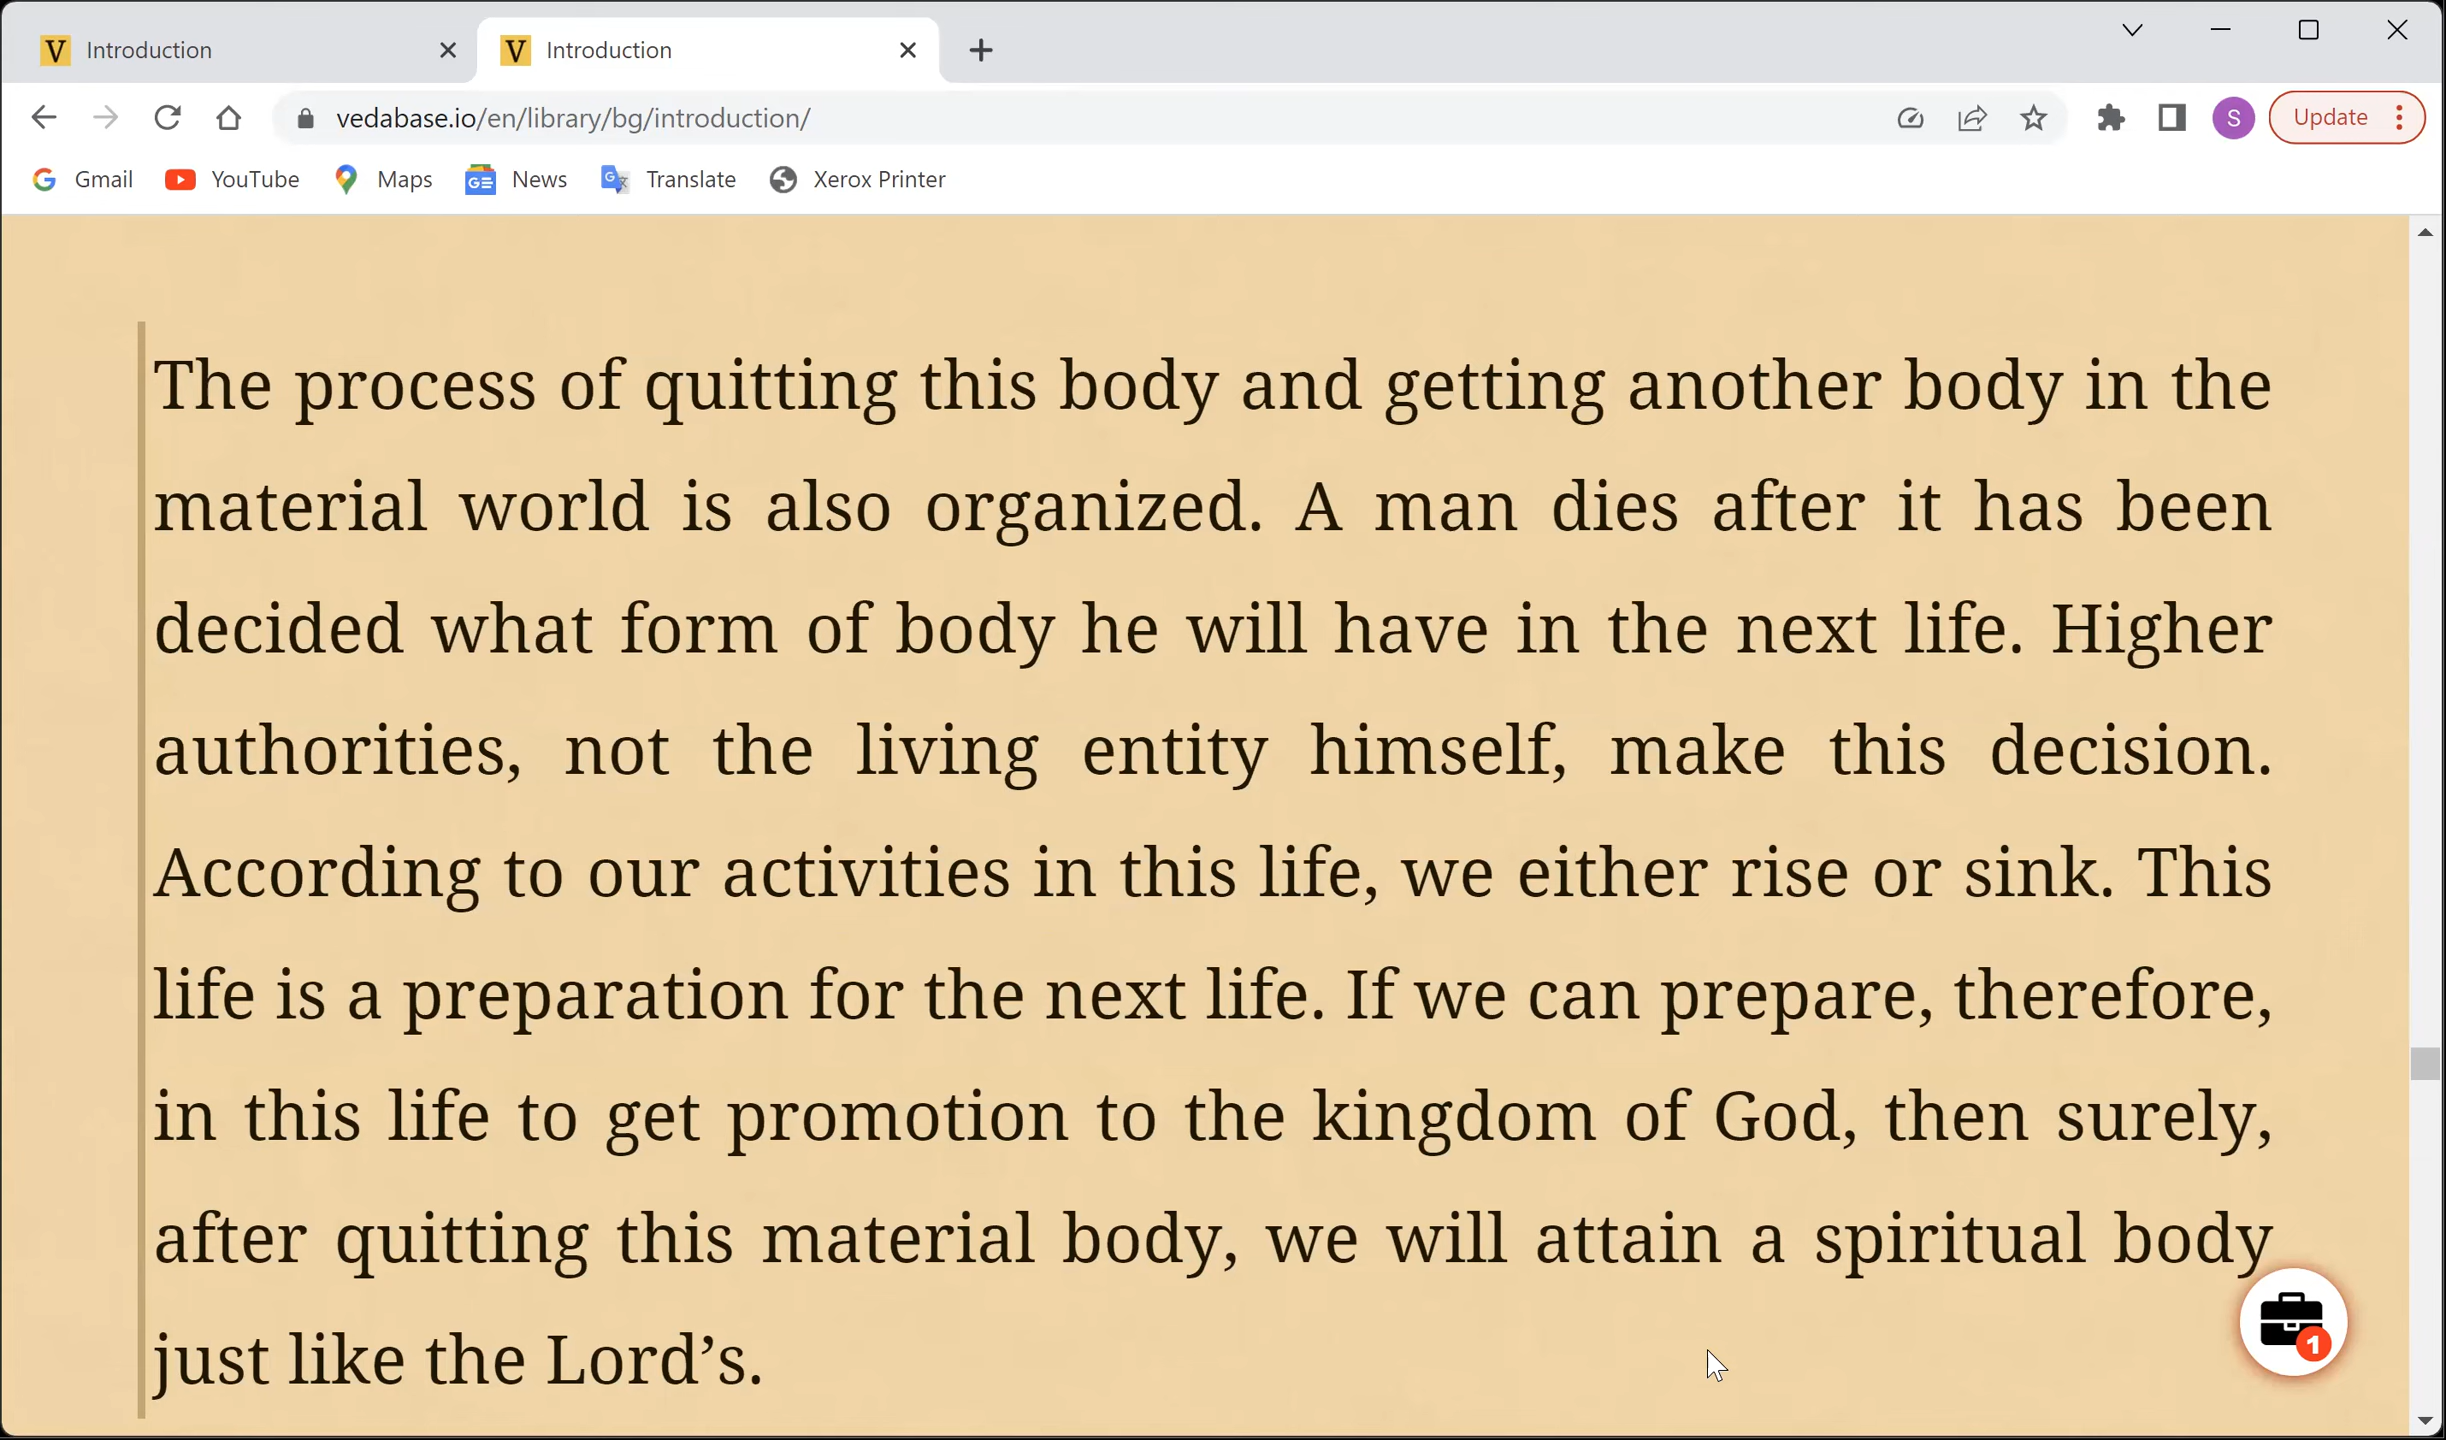 Introduction
Introduction
vedabase.io/en/library/bg/introduction/
S
Update
Gmail
YouTube
Maps
News
Translate
Xerox Printer
The process of quitting this body and getting another body in the
material world is also organized. A man dies after it has been
decided what form of body he will have in the next life. Higher
authorities, not the living entity himself, make this decision.
According to our activities in this life, we either rise or sink. This
life is a preparation for the next life. If we can prepare, therefore,
in this life to get promotion to the kingdom of God, then surely,
after quitting this material body, we will attain a spiritual body
just like the Lord’s.
1